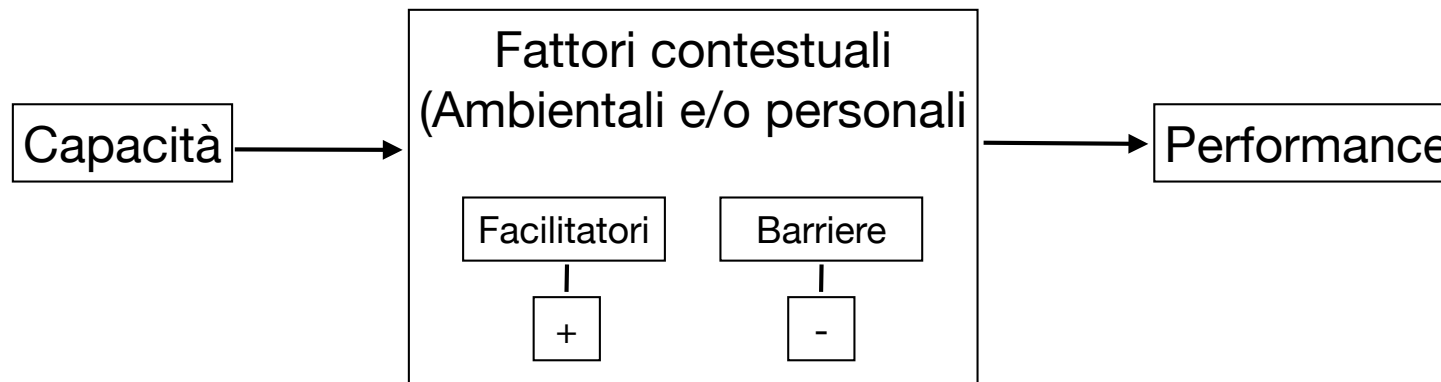 Fattori contestuali
(Ambientali e/o personali
Capacità
Performance
Facilitatori
Barriere
+
-